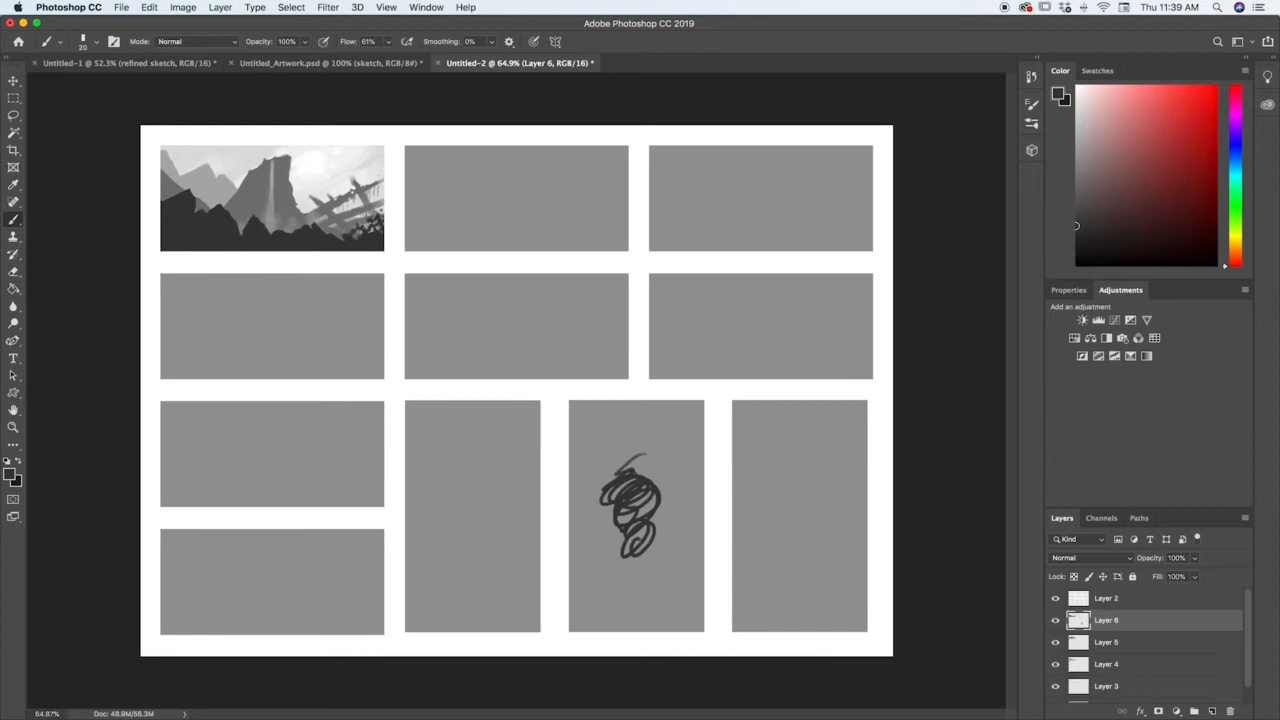 Photoshop CC File Edit Image Layer Type Select Filter 3D View Window Help Thu 11:39 AM
Adobe Photoshop CC 2019
20 Mode: Normal Opacity: 100% Flow: 61% Smoothing: 0%
Untitled-1 @ 52.3% (refined sketch, RGB/16) * Untitled_Artwork.psd @ 100% (sketch, RGB/8#) * Untitled-2 @ 64.9% (Layer 6, RGB/16) *
Color Swatches
Properties Adjustments
Add an adjustment
Layers Channels Paths
Kind
Normal Opacity: 100%
Lock: Fill: 100%
Layer 2
Layer 6
Layer 5
Layer 4
Layer 3
64.87% Doc: 48.9M/56.3M